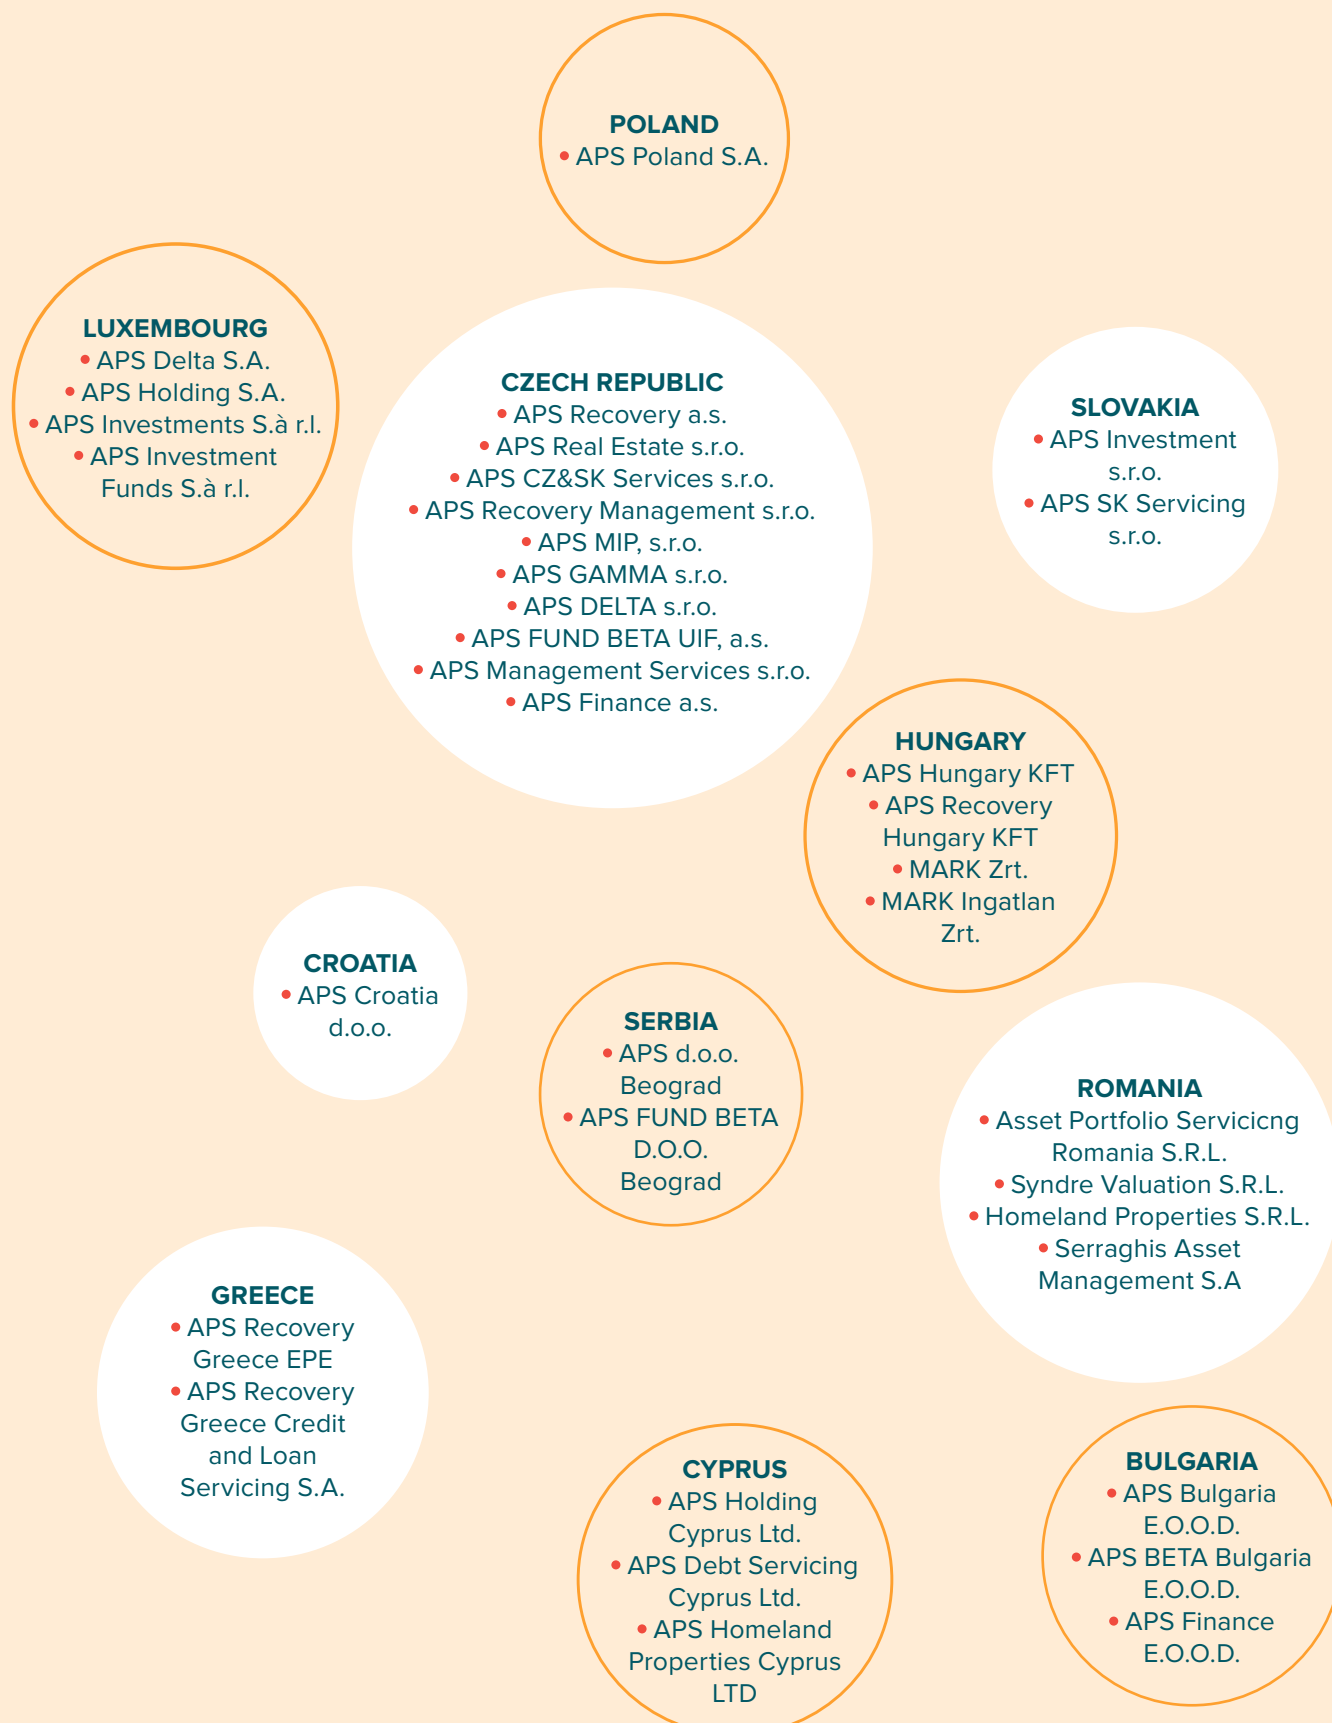 POLAND
• APS Poland S.A.
LUXEMBOURG
• APS Delta S.A.
• APS Holding S.A.
• APS Investments S.à r.l.
• APS Investment
Funds S.à r.l.
CZECH REPUBLIC
• APS Recovery a.s.
• APS Real Estate s.r.o.
• APS CZ&SK Services s.r.o.
• APS Recovery Management s.r.o.
• APS MIP, s.r.o.
• APS GAMMA s.r.o.
• APS DELTA s.r.o.
• APS FUND BETA UIF, a.s.
• APS Management Services s.r.o.
• APS Finance a.s.
SLOVAKIA
• APS Investment
s.r.o.
• APS SK Servicing
s.r.o.
HUNGARY
• APS Hungary KFT
• APS Recovery
Hungary KFT
• MARK Zrt.
• MARK Ingatlan
Zrt.
CROATIA
• APS Croatia
d.o.o.
SERBIA
• APS d.o.o.
Beograd
• APS FUND BETA
D.O.O.
Beograd
ROMANIA
• Asset Portfolio Servicicng
Romania S.R.L.
• Syndre Valuation S.R.L.
• Homeland Properties S.R.L.
• Serraghis Asset
Management S.A
GREECE
• APS Recovery
Greece EPE
• APS Recovery
Greece Credit
and Loan
Servicing S.A.
CYPRUS
• APS Holding
Cyprus Ltd.
• APS Debt Servicing
Cyprus Ltd.
• APS Homeland
Properties Cyprus
LTD
BULGARIA
• APS Bulgaria
E.O.O.D.
• APS BETA Bulgaria
E.O.O.D.
• APS Finance
E.O.O.D.